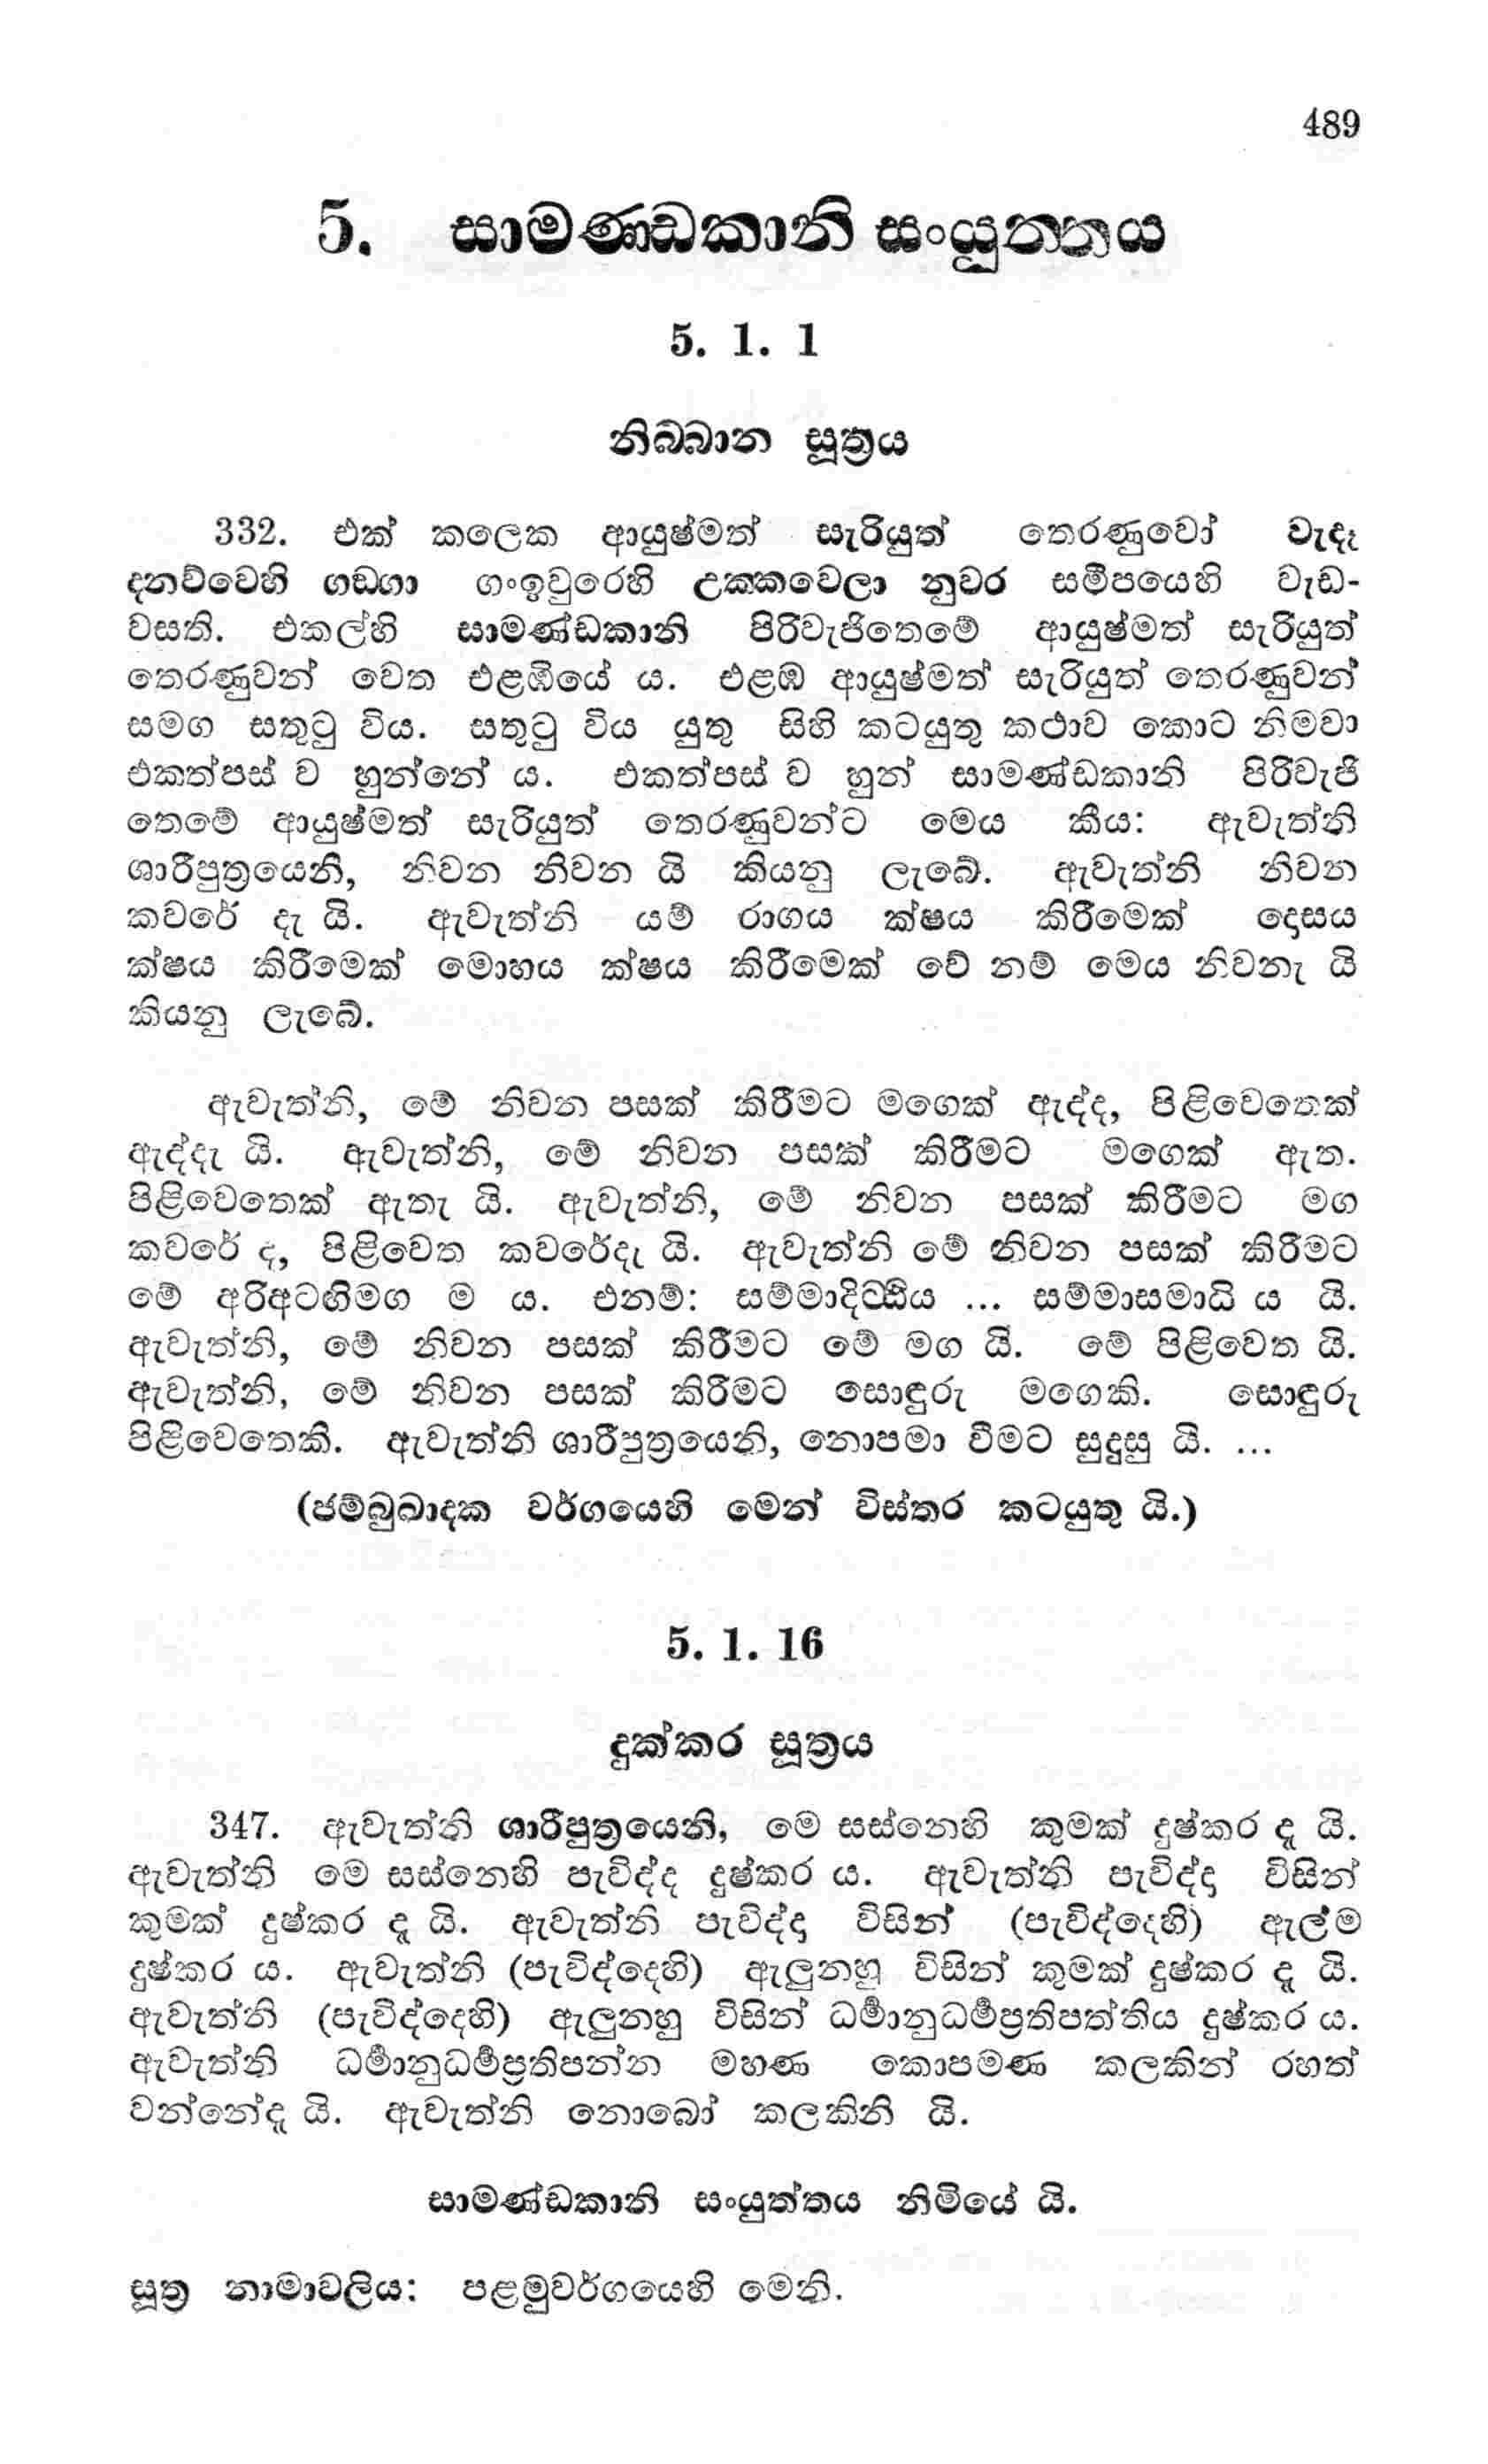 489
5. සාමණ්ඩකානි සංයුත්තය
5. 1. 1
නිබ්බාන සූත්‍රය
332. එක් කලෙක ආයුෂ්මත් සැරියුත් තෙරණුවෝ වැදෑ
දනව්වෙහි ගඞ්ගා ගංඉවුරෙහි උක්කවෙලා නුවර සමීපයෙහි වැඩ-
වසති. එකල්හි සාමණ්ඩකානි පිරිවැජිතෙමේ ආයුෂ්මත් සැරියුත්
තෙරණුවන් වෙත එළඹියේ ය. එළඹ ආයුෂ්මත් සැරියුත් තෙරණුවන්
සමග සතුටු විය. සතුටු විය යුතු සිහි කටයුතු කථාව කොට නිමවා
එකත්පස් ව හුන්නේ ය. එකත්පස් ව හුන් සාමණ්ඩකානි පිරිවැජි
තෙමේ ආයුෂ්මත් සැරියුත් තෙරණුවන්ට මෙය කීය: ඇවැත්නි
ශාරිපුත්‍රයෙනි, නිවන නිවන යි කියනු ලැබේ. ඇවැත්නි නිවන
කවරේ දැ යි. ඇවැත්නි යම් රාගය ක්ෂය කිරීමෙක් දොසය
ක්ෂය කිරීමෙක් මොහය ක්ෂය කිරීමෙක් වේ නම් මෙය නිවනැ යි
කියනු ලැබේ.
ඇවැත්නි, මේ නිවන පසක් කිරීමට මගෙක් ඇද්ද, පිළිවෙතෙක්
ඇද්දැ යි. ඇවැත්නි, මේ නිවන පසක් කිරීමට මගෙක් ඇත.
පිළිවෙතෙක් ඇතැ යි. ඇවැත්නි, මේ නිවන පසක් කිරීමට මග
කවරේ ද, පිළිවෙත කවරේදැ යි. ඇවැත්නි මේ නිවන පසක් කිරීමට
මේ අරිඅටඟිමග ම ය. එනම්: සම්මාදිට්ඨිය ... සම්මාසමාධි ය යි.
ඇවැත්නි, මේ නිවන පසක් කිරීමට මේ මග යි. මේ පිළිවෙත යි.
ඇවැත්නි, මේ නිවන පසක් කිරීමට සොඳුරු මගෙකි. සොඳුරු
පිළිවෙතෙකි. ඇවැත්නි ශාරිපුත්‍රයෙනි, නොපමා වීමට සුදුසු යි. ...
(ජම්බුඛාදක වර්ගයෙහි මෙන් විස්තර කටයුතු යි.)
5. 1. 16
දුක්කර සූත්‍රය
347. ඇවැත්නි ශාරිපුත්‍රයෙනි, මෙ සස්නෙහි කුමක් දුෂ්කර දූ යි.
ඇවැත්නි මෙ සස්නෙහි පැවිද්ද දුෂ්කර ය. ඇවැත්නි පැවිද්දා විසින්
කුමක් දුෂ්කර දූ යි. ඇවැත්නි පැවිද්දා විසින් (පැවිද්දෙහි) ඇල්ම
දුෂ්කර ය. ඇවැත්නි (පැවිද්දෙහි) ඇලුනහු විසින් කුමක් දුෂ්කර දූ යි.
ඇවැත්නි (පැවිද්දෙහි) ඇලුනහු විසින් ධර්‍මානුධර්‍මප්‍රතිපත්තිය දුෂ්කර ය.
ඇවැත්නි ධර්‍මානුධර්‍මප්‍රතිපන්න මහණ කොපමණ කලකින් රහත්
වන්නේදැ යි. ඇවැත්නි නොබෝ කලකිනි යි.
සාමණ්ඩකානි සංයුත්තය නිමියේ යි.
සූත්‍ර නාමාවලිය: පළමුවර්ගයෙහි මෙනි.